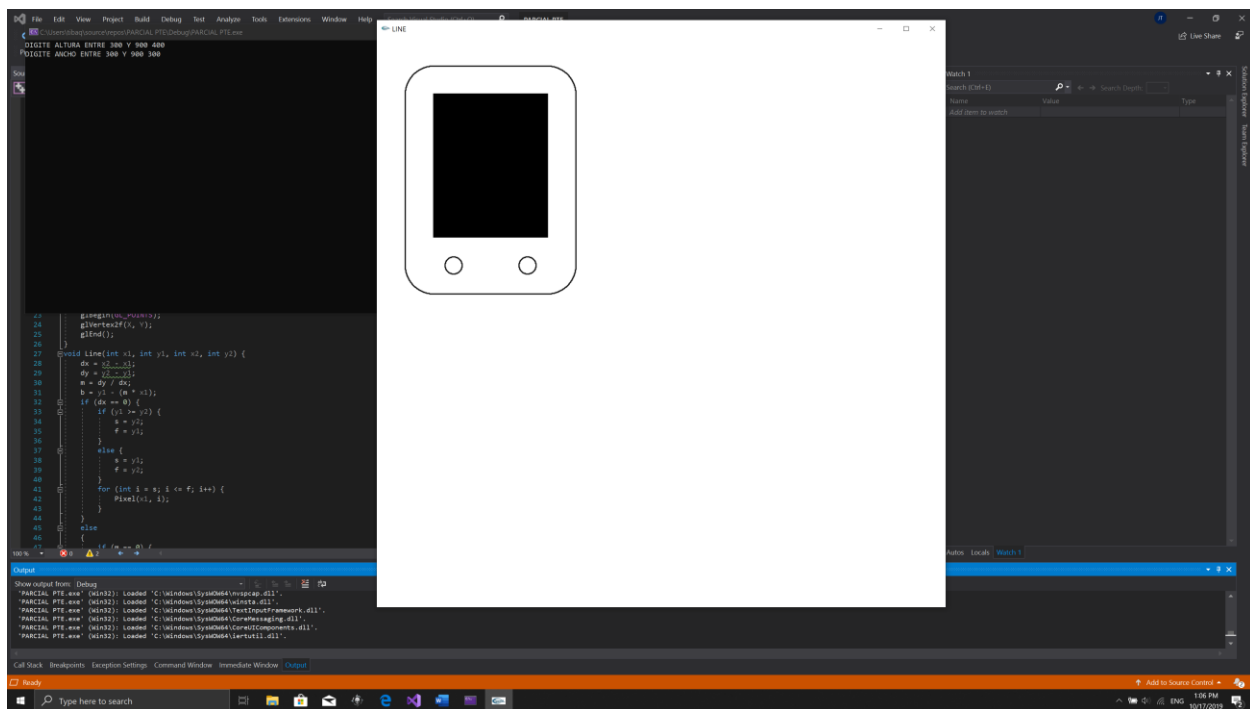 File Edit View Project Build Debug Test Analyze Tools Extensions Window Help PARCIAL PTE
JT
C:\Users\tibaq\source\repos\PARCIAL PTE\Debug\PARCIAL PTE.exe
LINE
Live Share
DIGITE ALTURA ENTRE 300 Y 900 400
DIGITE ANCHO ENTRE 300 Y 900 300
Watch 1
Search (Ctrl+E) Search Depth:
Name Value Type
Add item to watch
Solution Explorer Team Explorer
23 glBegin(GL_POINTS);
24 glVertex2f(X, Y);
25 glEnd();
26 }
27 void Line(int x1, int y1, int x2, int y2) {
28 dx = x2 - x1;
29 dy = y2 - y1;
30 m = dy / dx;
31 b = y1 - (m * x1);
32 if (dx == 0) {
33 if (y1 >= y2) {
34 s = y2;
35 f = y1;
36 }
37 else {
38 s = y1;
39 f = y2;
40 }
41 for (int i = s; i <= f; i++) {
42 Pixel(x1, i);
43 }
44 }
45 else
46 {
100 % 0 2
Autos Locals Watch 1
Output
Show output from: Debug
'PARCIAL PTE.exe' (Win32): Loaded 'C:\Windows\SysWOW64\nvspcap.dll'.
'PARCIAL PTE.exe' (Win32): Loaded 'C:\Windows\SysWOW64\winsta.dll'.
'PARCIAL PTE.exe' (Win32): Loaded 'C:\Windows\SysWOW64\TextInputFramework.dll'.
'PARCIAL PTE.exe' (Win32): Loaded 'C:\Windows\SysWOW64\CoreMessaging.dll'.
'PARCIAL PTE.exe' (Win32): Loaded 'C:\Windows\SysWOW64\CoreUIComponents.dll'.
'PARCIAL PTE.exe' (Win32): Loaded 'C:\Windows\SysWOW64\iertutil.dll'.
Call Stack Breakpoints Exception Settings Command Window Immediate Window Output
Ready Add to Source Control
Type here to search ENG 1:06 PM
10/17/2019